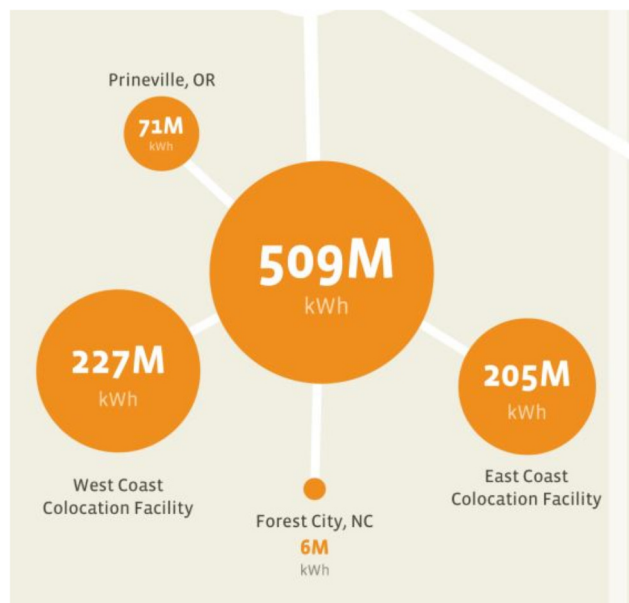 Prineville, OR
71M
kWh
509M
kWh
227M
kWh
West Coast
Colocation Facility
205M
kWh
East Coast
Colocation Facility
Forest City, NC
6M
kWh